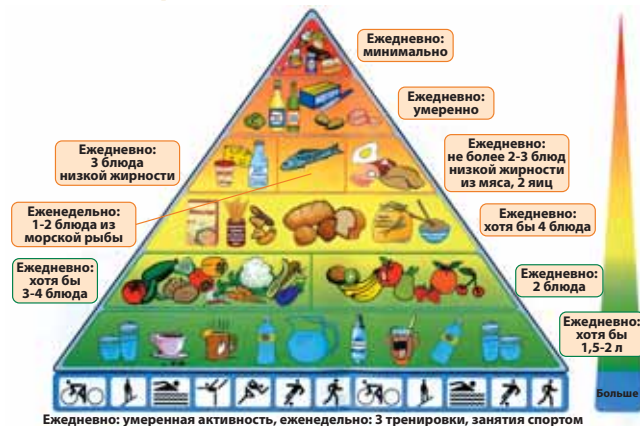 Ежедневно:
минимально
Ежедневно:
умеренно
Ежедневно:
3 блюда
низкой жирности
Ежедневно:
не более 2-3 блюд
низкой жирности
из мяса, 2 яиц
Еженедельно:
1-2 блюда из
морской рыбы
Ежедневно:
хотя бы 4 блюда
Ежедневно:
хотя бы
3-4 блюда
Ежедневно:
2 блюда
Ежедневно:
хотя бы
1,5-2 л
Больше
Ежедневно: умеренная активность, еженедельно: 3 тренировки, занятия спортом